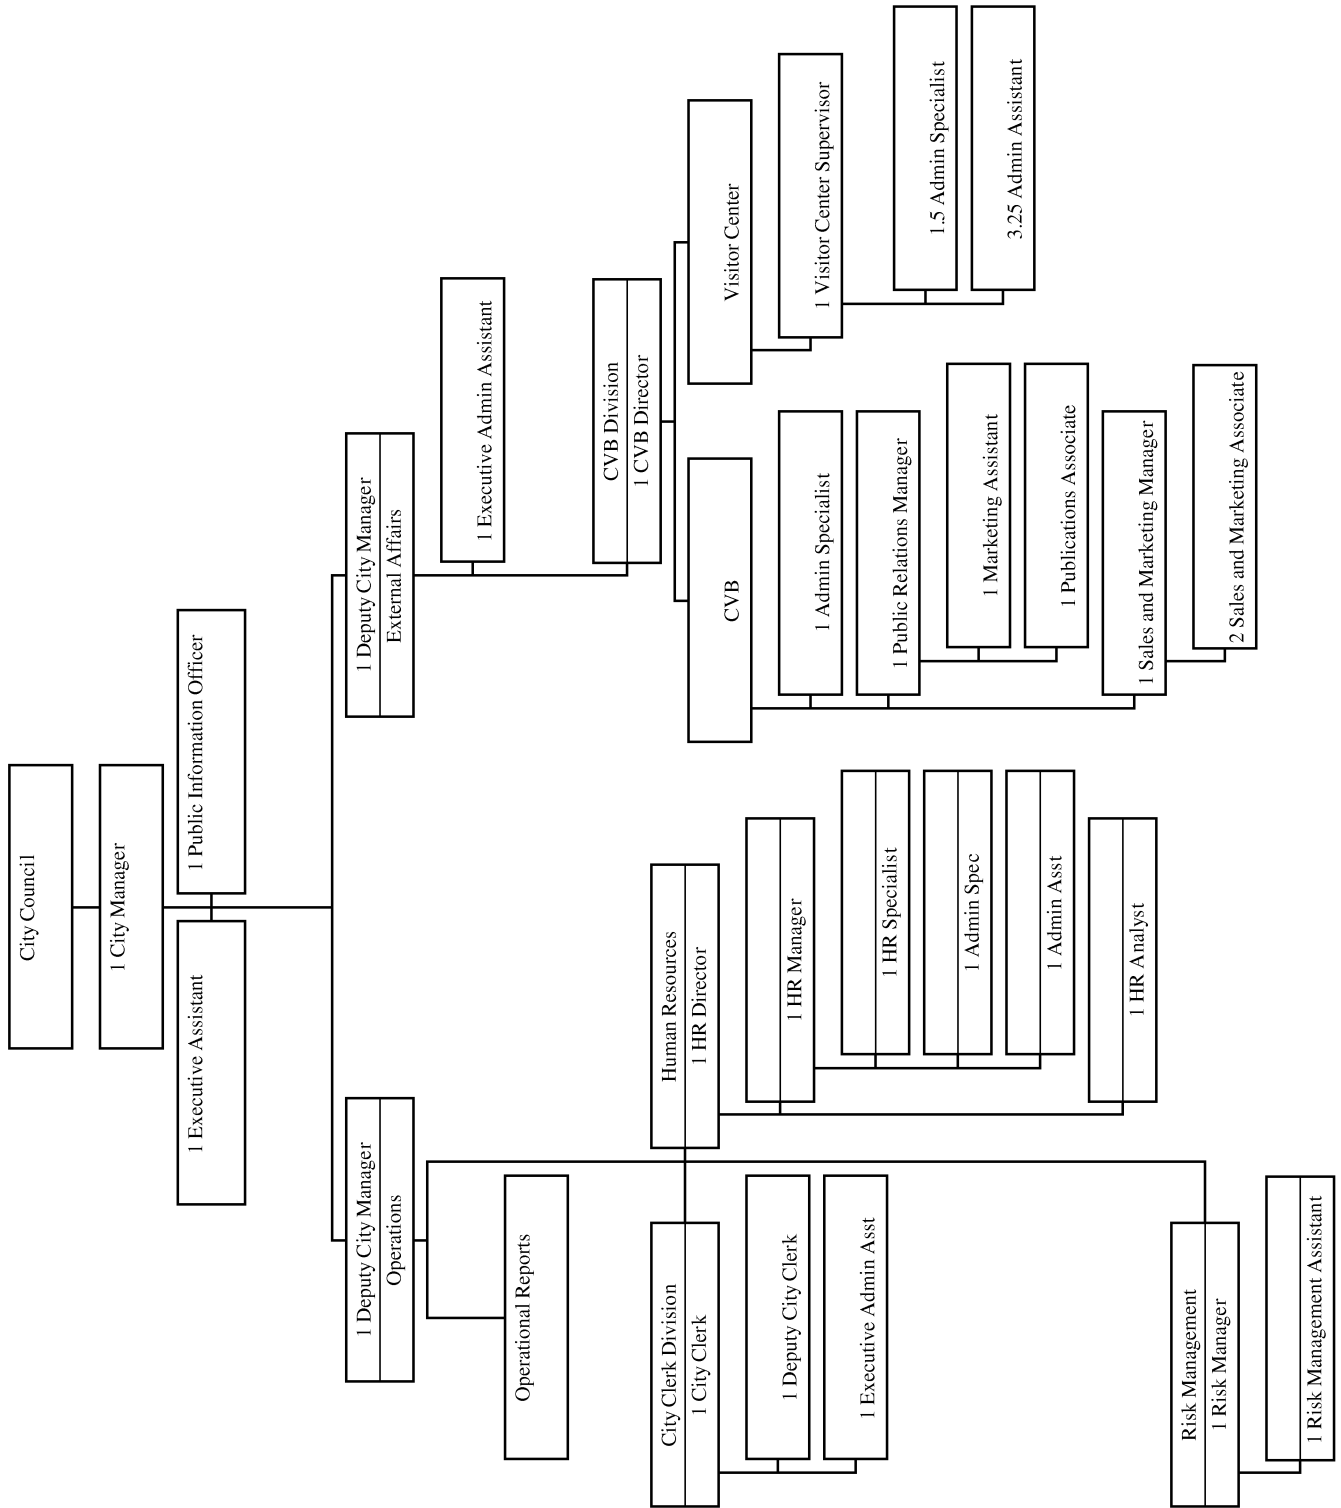 City Council
1 City Manager
1 Executive Assistant
1 Public Information Officer
1 Deputy City Manager
Operations
1 Deputy City Manager
External Affairs
1 Executive Admin Assistant
Operational Reports
City Clerk Division
1 City Clerk
1 Deputy City Clerk
1 Executive Admin Asst
Human Resources
1 HR Director
1 HR Manager
1 HR Specialist
1 Admin Spec
1 Admin Asst
1 HR Analyst
Risk Management
1 Risk Manager
1 Risk Management Assistant
CVB Division
1 CVB Director
CVB
1 Admin Specialist
1 Public Relations Manager
1 Marketing Assistant
1 Publications Associate
1 Sales and Marketing Manager
2 Sales and Marketing Associate
Visitor Center
1 Visitor Center Supervisor
1.5 Admin Specialist
3.25 Admin Assistant